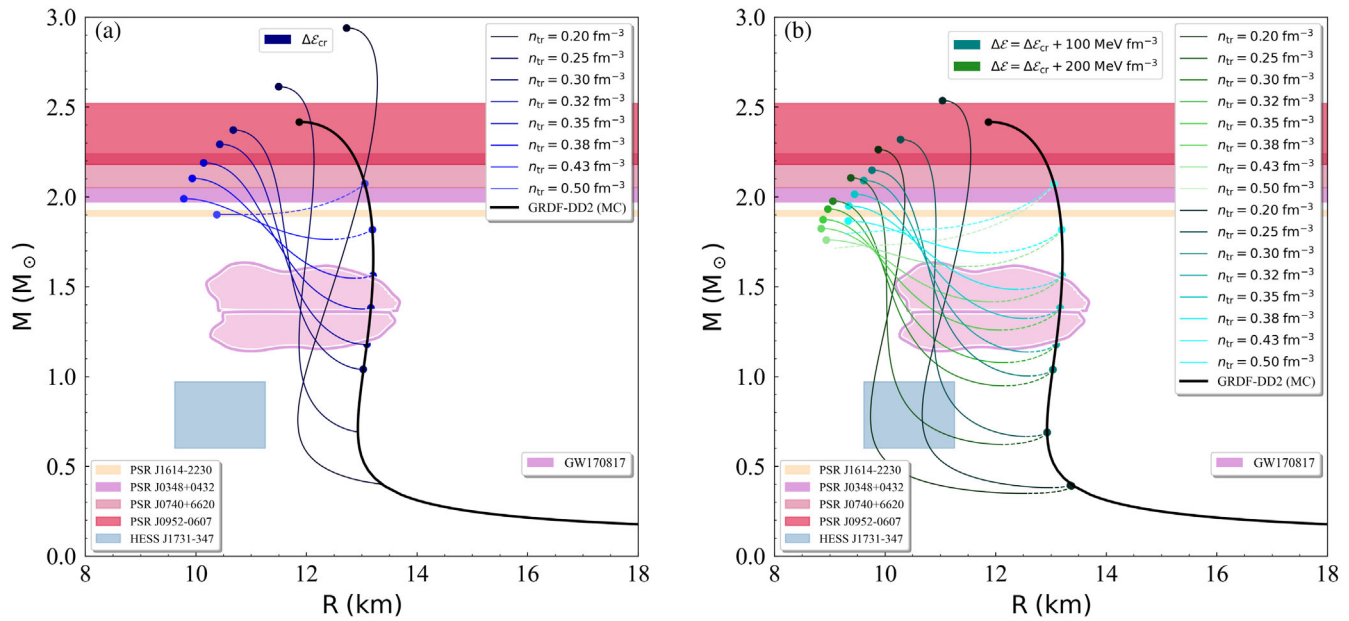 (a)
3.0
2.5
2.0
1.5
1.0
0.5
0.0
M (M⊙)
8 10 12 14 16 18
R (km)
Δℰcr
ntr = 0.20 fm⁻³
ntr = 0.25 fm⁻³
ntr = 0.30 fm⁻³
ntr = 0.32 fm⁻³
ntr = 0.35 fm⁻³
ntr = 0.38 fm⁻³
ntr = 0.43 fm⁻³
ntr = 0.50 fm⁻³
GRDF-DD2 (MC)
GW170817
PSR J1614-2230
PSR J0348+0432
PSR J0740+6620
PSR J0952-0607
HESS J1731-347
(b)
3.0
2.5
2.0
1.5
1.0
0.5
0.0
M (M⊙)
8 10 12 14 16 18
R (km)
Δℰ = Δℰcr + 100 MeV fm⁻³
Δℰ = Δℰcr + 200 MeV fm⁻³
ntr = 0.20 fm⁻³
ntr = 0.25 fm⁻³
ntr = 0.30 fm⁻³
ntr = 0.32 fm⁻³
ntr = 0.35 fm⁻³
ntr = 0.38 fm⁻³
ntr = 0.43 fm⁻³
ntr = 0.50 fm⁻³
ntr = 0.20 fm⁻³
ntr = 0.25 fm⁻³
ntr = 0.30 fm⁻³
ntr = 0.32 fm⁻³
ntr = 0.35 fm⁻³
ntr = 0.38 fm⁻³
ntr = 0.43 fm⁻³
ntr = 0.50 fm⁻³
GRDF-DD2 (MC)
GW170817
PSR J1614-2230
PSR J0348+0432
PSR J0740+6620
PSR J0952-0607
HESS J1731-347